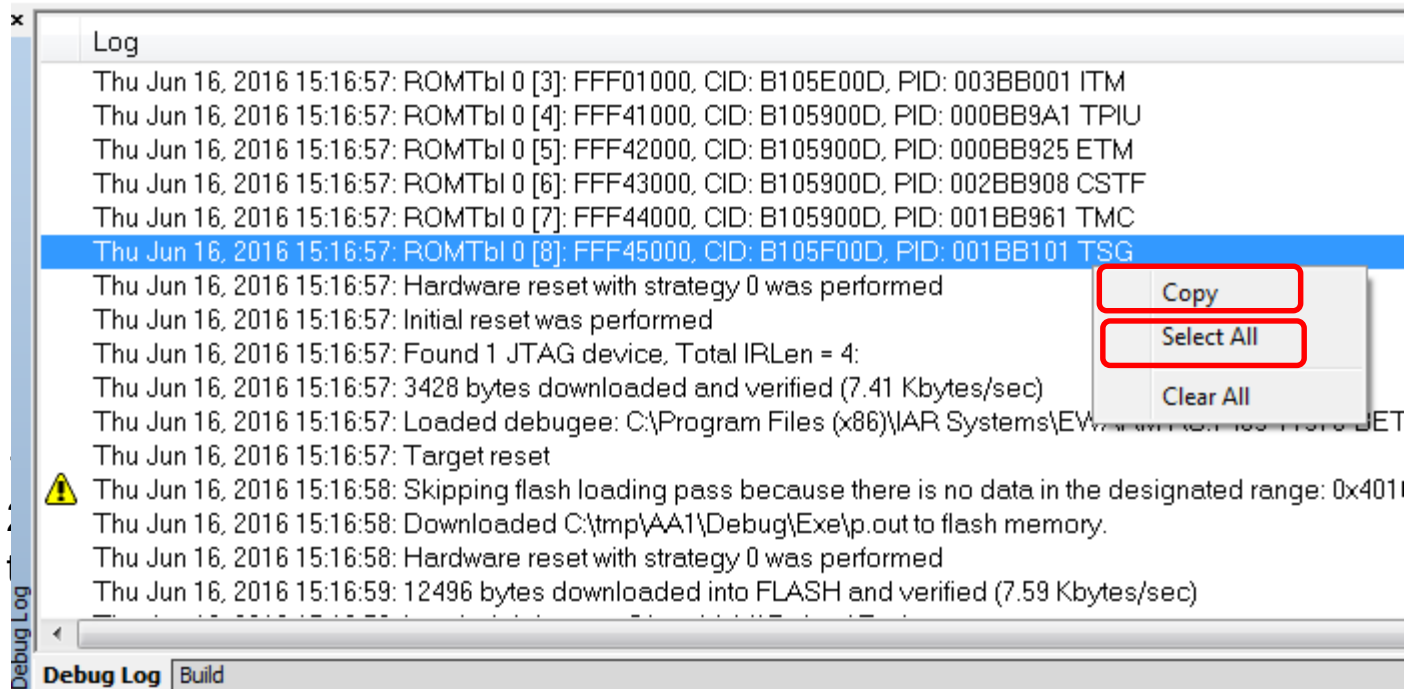 Log
Thu Jun 16, 2016 15:16:57: ROMTbl 0 [3]: FFF01000, CID: B105E00D, PID: 003BB001 ITM
Thu Jun 16, 2016 15:16:57: ROMTbl 0 [4]: FFF41000, CID: B105900D, PID: 000BB9A1 TPIU
Thu Jun 16, 2016 15:16:57: ROMTbl 0 [5]: FFF42000, CID: B105900D, PID: 000BB925 ETM
Thu Jun 16, 2016 15:16:57: ROMTbl 0 [6]: FFF43000, CID: B105900D, PID: 002BB908 CSTF
Thu Jun 16, 2016 15:16:57: ROMTbl 0 [7]: FFF44000, CID: B105900D, PID: 001BB961 TMC
Thu Jun 16, 2016 15:16:57: ROMTbl 0 [8]: FFF45000, CID: B105F00D, PID: 001BB101 TSG
Thu Jun 16, 2016 15:16:57: Hardware reset with strategy 0 was performed
Copy
Thu Jun 16, 2016 15:16:57: Initial reset was performed
Select All
Thu Jun 16, 2016 15:16:57: Found 1 JTAG device, Total IRLen = 4:
Thu Jun 16, 2016 15:16:57: 3428 bytes downloaded and verified (7.41 Kbytes/sec)
Clear All
Thu Jun 16, 2016 15:16:57: Loaded debugee: C:\Program Files (x86)\IAR Systems\
Thu Jun 16, 2016 15:16:57: Target reset
Thu Jun 16, 2016 15:16:58: Skipping flash loading pass because there is no data in the designated range: 0x401
Thu Jun 16, 2016 15:16:58: Downloaded C:\tmp\AA1\Debug\Exe\p.out to flash memory.
Thu Jun 16, 2016 15:16:58: Hardware reset with strategy 0 was performed
Thu Jun 16, 2016 15:16:59: 12496 bytes downloaded into FLASH and verified (7.59 Kbytes/sec)
Debug Log
Debug Log
Build